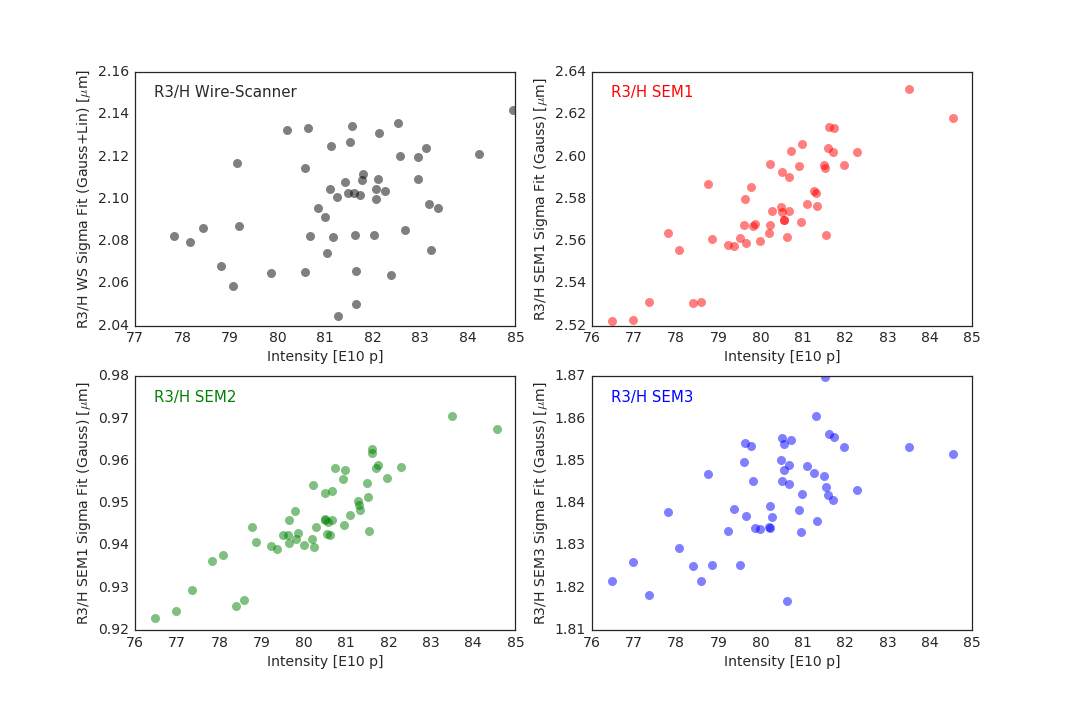 R3/H Wire-Scanner
R3/H WS Sigma Fit (Gauss+Lin) [μm]
2.16
2.14
2.12
2.10
2.08
2.06
2.04
77 78 79 80 81 82 83 84 85
Intensity [E10 p]
R3/H SEM1
R3/H SEM1 Sigma Fit (Gauss) [μm]
2.64
2.62
2.60
2.58
2.56
2.54
2.52
76 77 78 79 80 81 82 83 84 85
Intensity [E10 p]
R3/H SEM2
R3/H SEM1 Sigma Fit (Gauss) [μm]
0.98
0.97
0.96
0.95
0.94
0.93
0.92
76 77 78 79 80 81 82 83 84 85
Intensity [E10 p]
R3/H SEM3
R3/H SEM3 Sigma Fit (Gauss) [μm]
1.87
1.86
1.85
1.84
1.83
1.82
1.81
76 77 78 79 80 81 82 83 84 85
Intensity [E10 p]